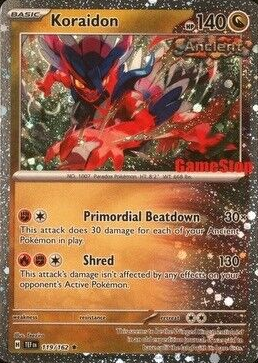 BASIC
Koraidon
HP 140
Ancient
GameStop
NO. 1007 Paradox Pokémon HT: 8'2" WT: 668 lbs.
Primordial Beatdown 30×
This attack does 30 damage for each of your Ancient
Pokémon in play.
Shred 130
This attack's damage isn't affected by any effects on
your opponent's Active Pokémon.
weakness
resistance
retreat
H TEF EN 119/162